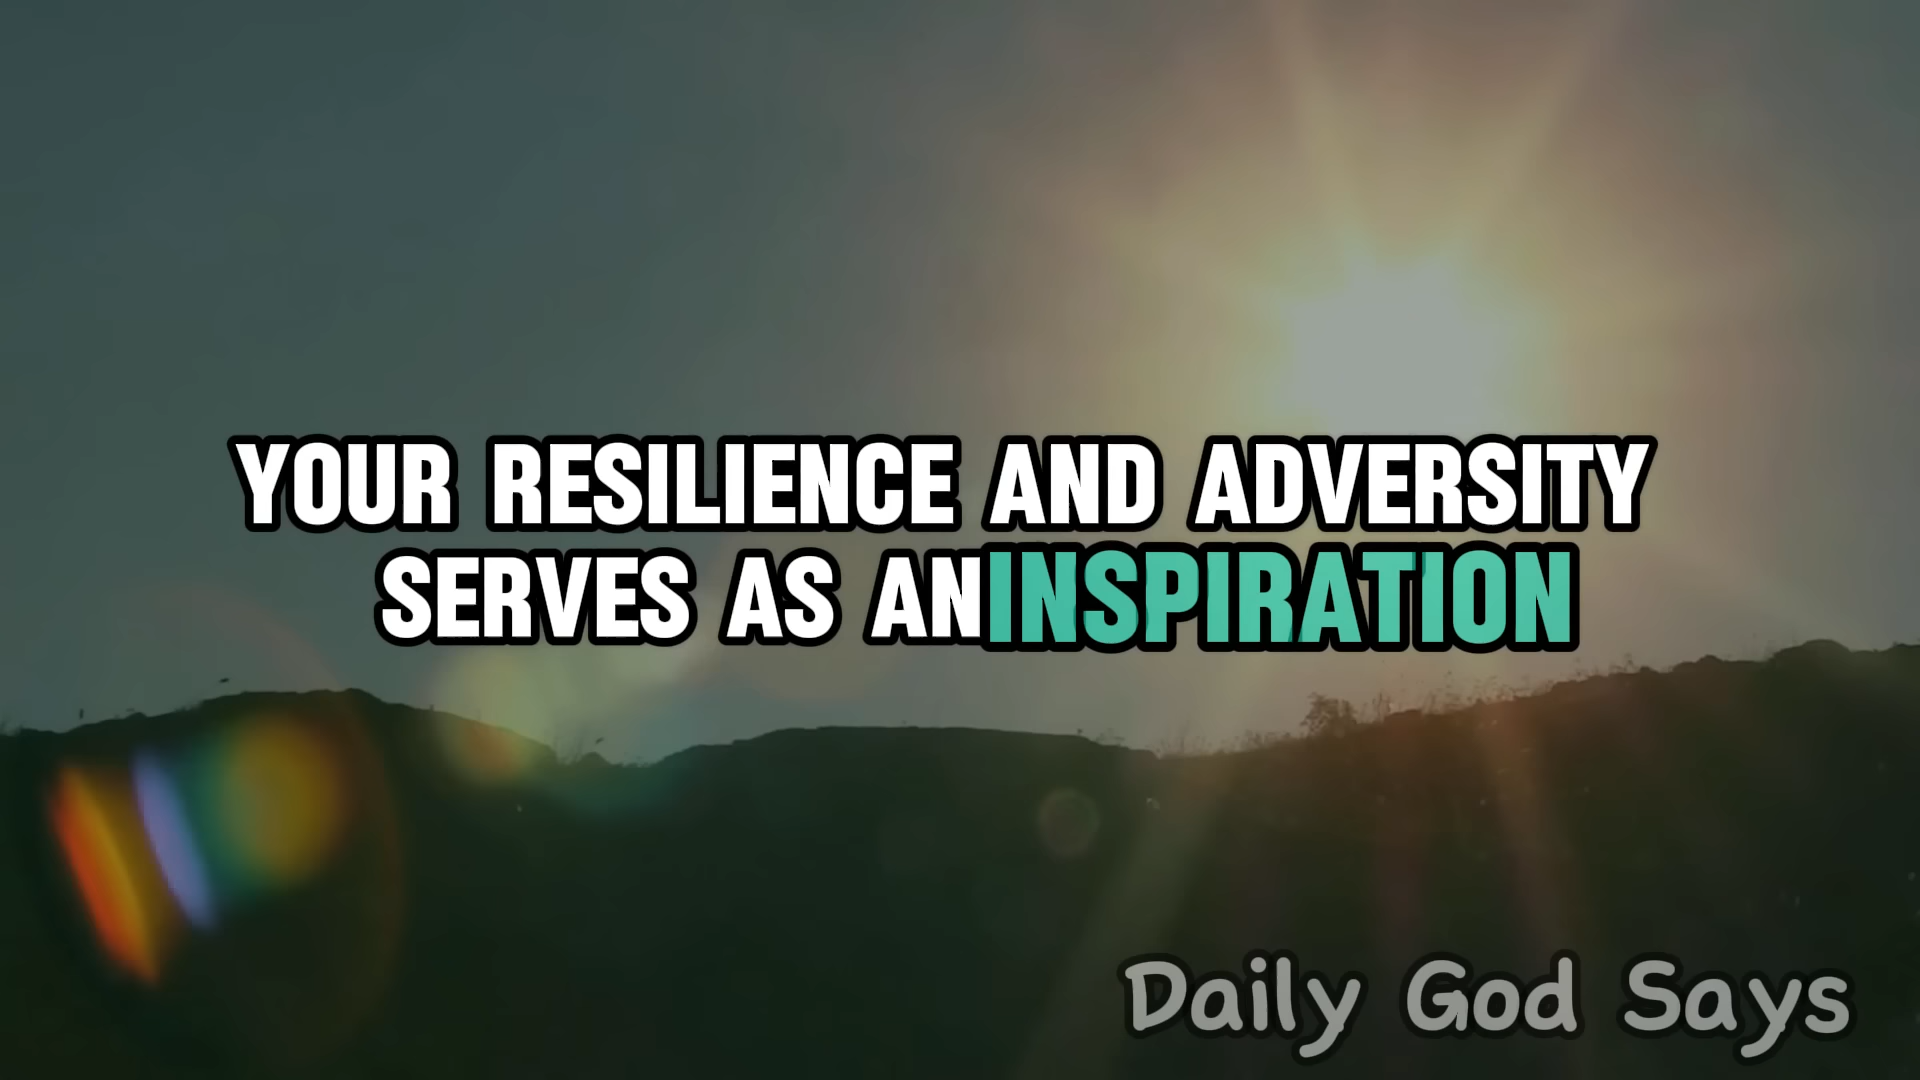 YOUR RESILIENCE AND ADVERSITY
SERVES AS AN INSPIRATION
Daily God Says